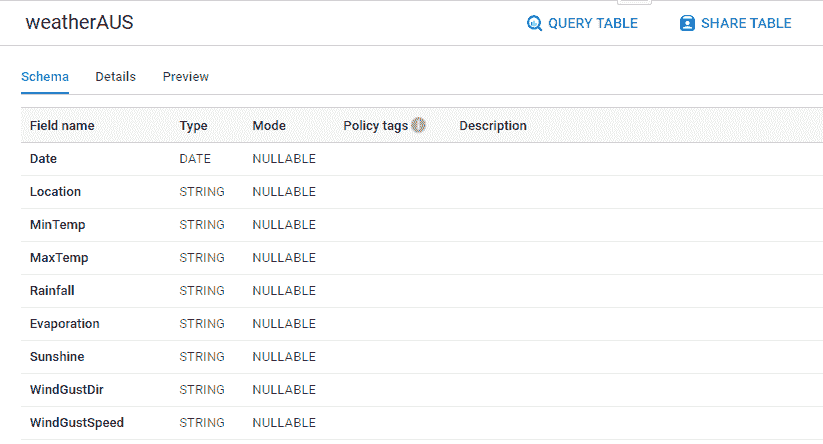 weatherAUS QUERY TABLE SHARE TABLE
Schema Details Preview
Field name Type Mode Policy tags Description
Date DATE NULLABLE
Location STRING NULLABLE
MinTemp STRING NULLABLE
MaxTemp STRING NULLABLE
Rainfall STRING NULLABLE
Evaporation STRING NULLABLE
Sunshine STRING NULLABLE
WindGustDir STRING NULLABLE
WindGustSpeed STRING NULLABLE